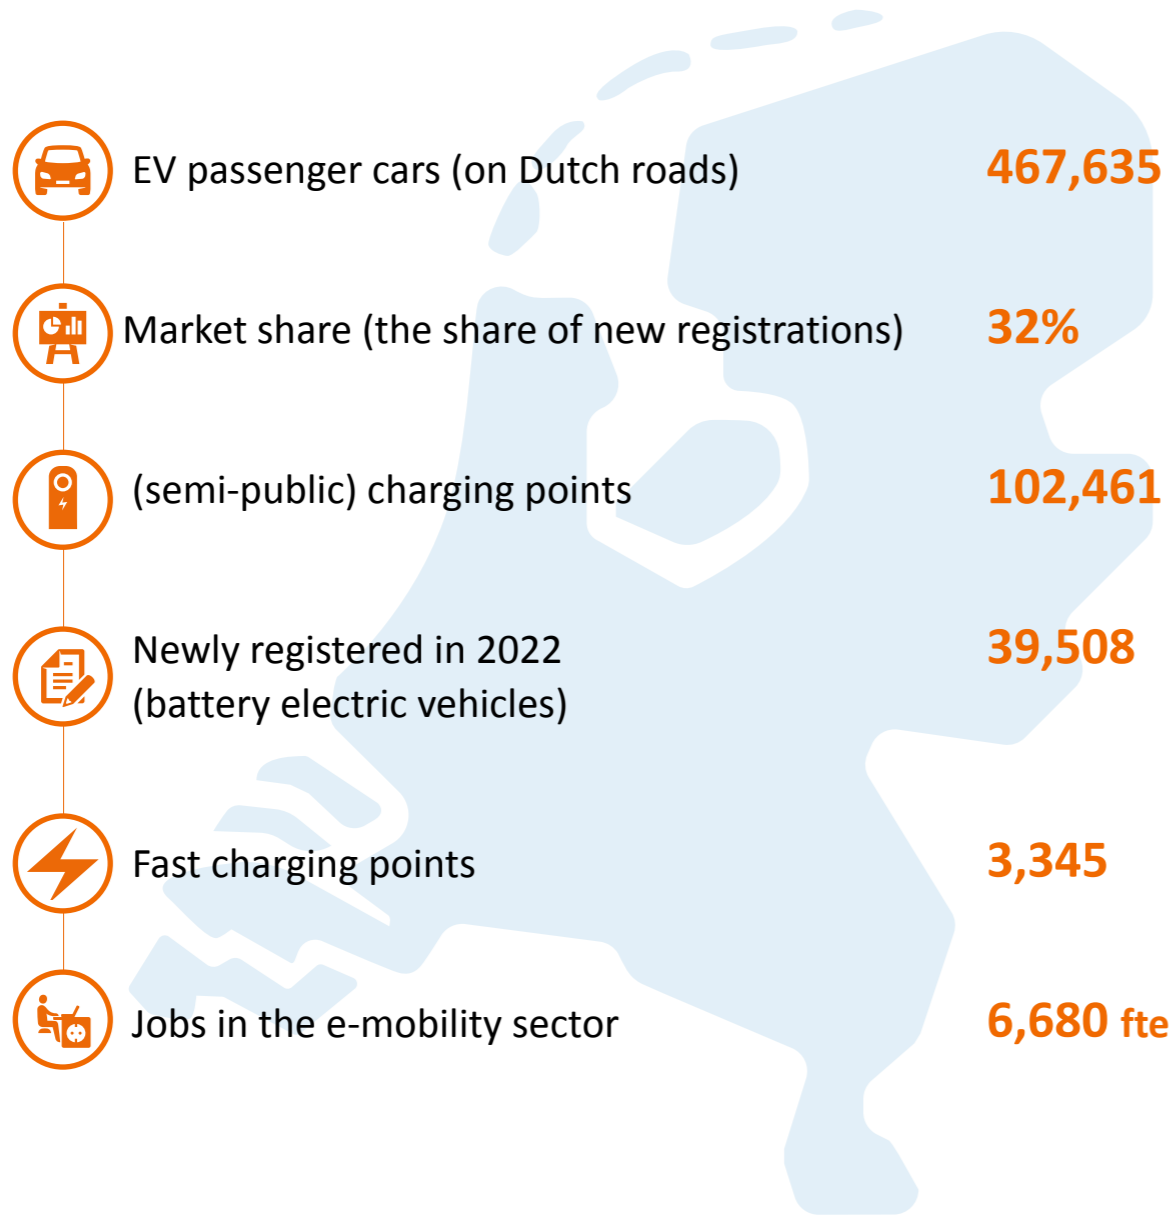 EV passenger cars (on Dutch roads) 467,635
Market share (the share of new registrations) 32%
(semi-public) charging points 102,461
Newly registered in 2022 39,508
(battery electric vehicles)
Fast charging points 3,345
Jobs in the e-mobility sector 6,680 fte